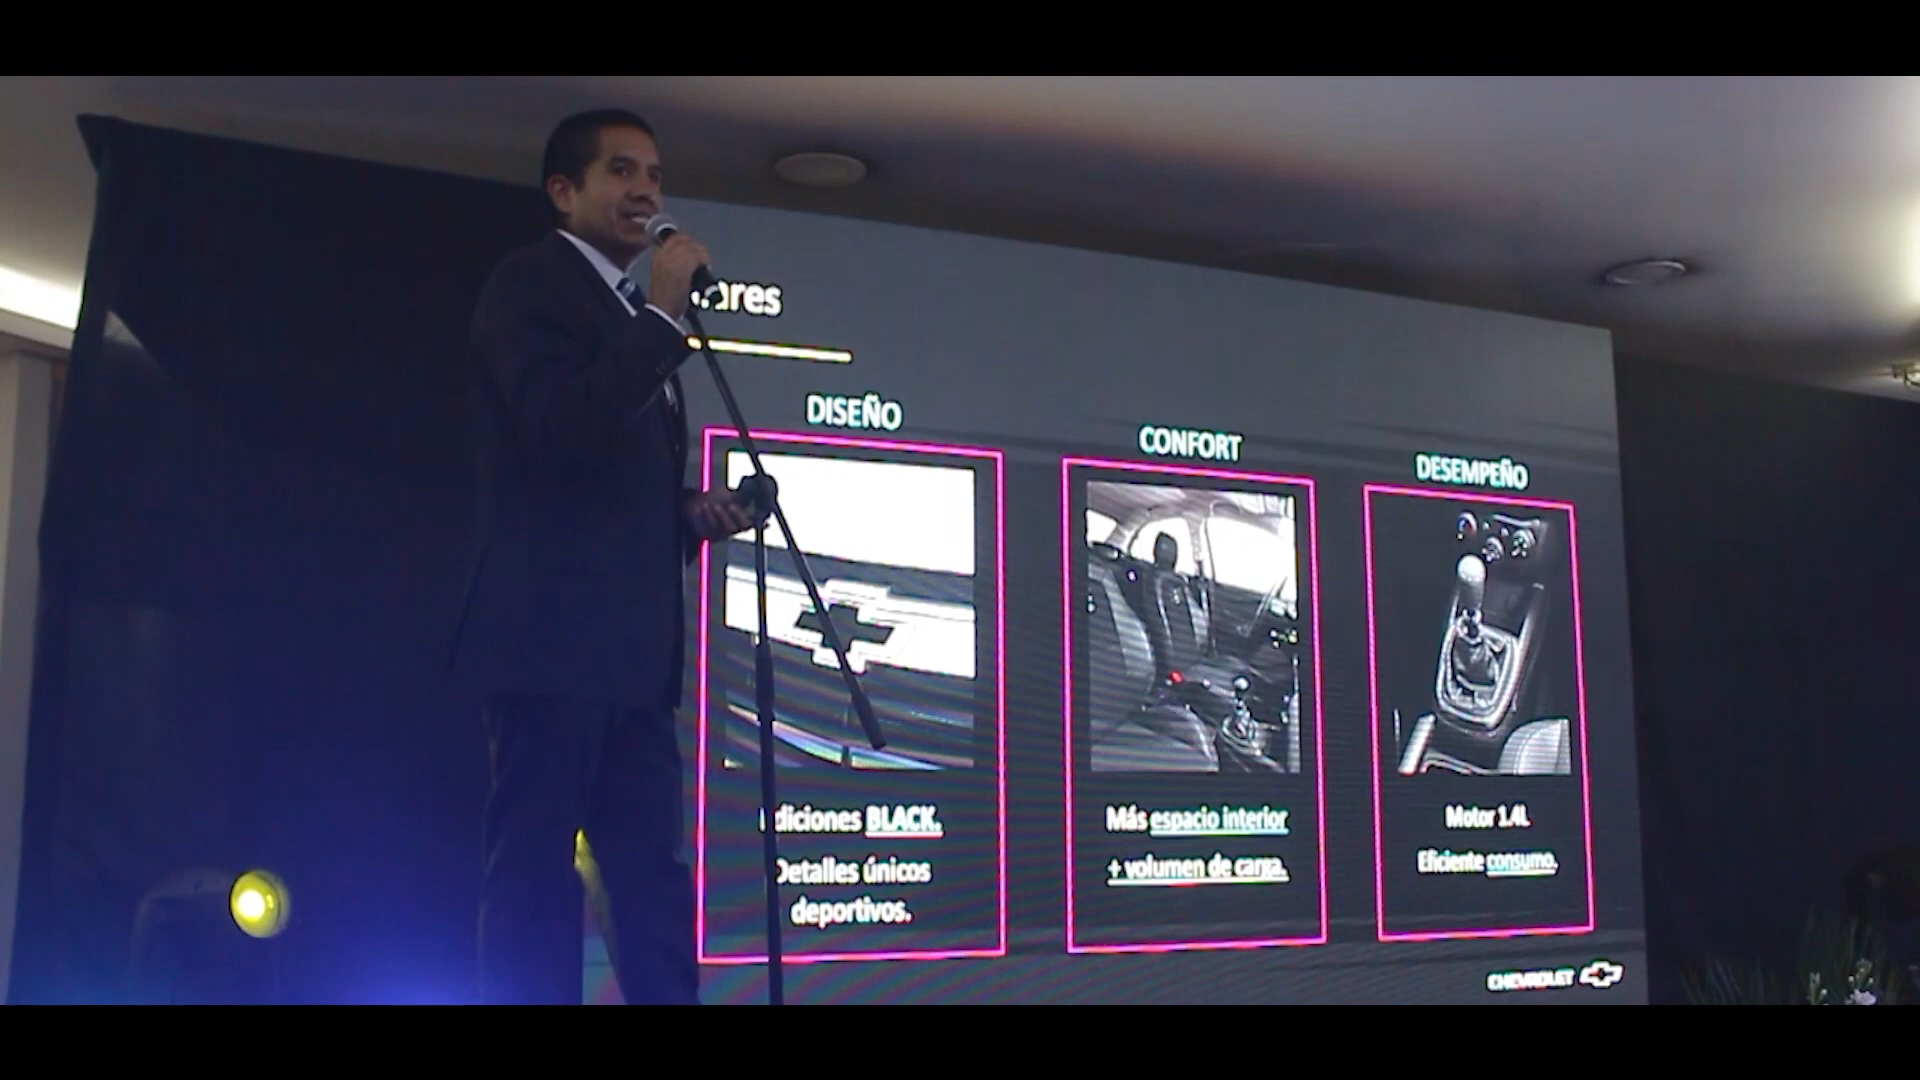 DISEÑO
CONFORT
DESEMPEÑO
diciones BLACK.
Detalles únicos
deportivos.
Más espacio interior
+ volumen de carga.
Motor 1.4L
Eficiente consumo.
CHEVROLET